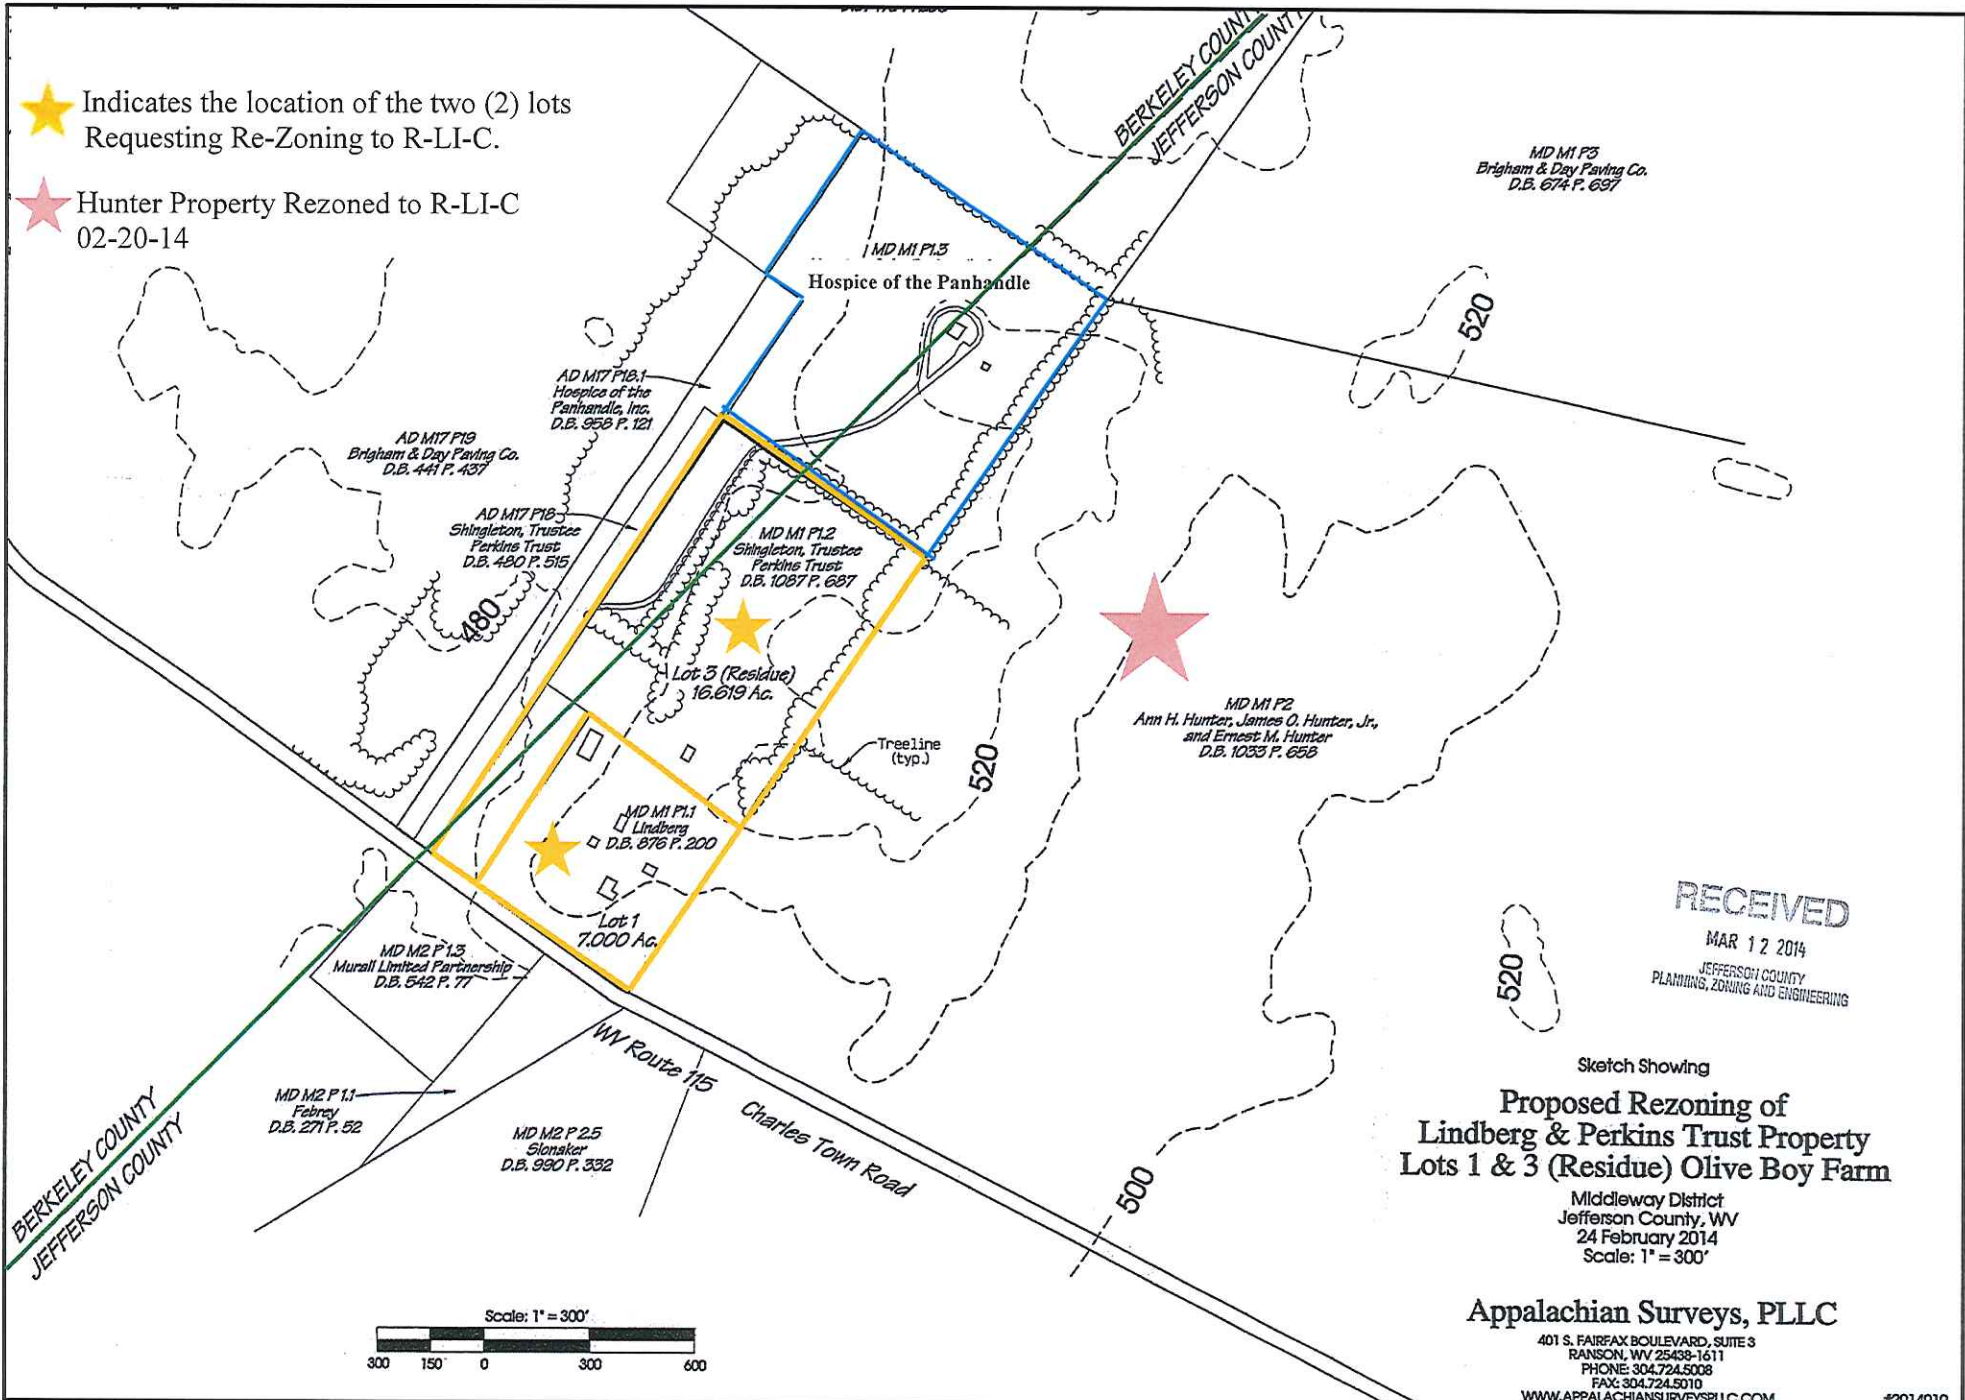 BERKELEY COUNTY
JEFFERSON COUNTY
Indicates the location of the two (2) lots
Requesting Re-Zoning to R-LI-C.
Hunter Property Rezoned to R-LI-C
02-20-14
MD M1 P3
Brigham & Day Paving Co.
D.B. 674 P. 697
MD M1 P1.3
Hospice of the Panhandle
520
AD M17 P18.1
Hospice of the
Panhandle, Inc.
D.B. 958 P. 121
AD M17 P19
Brigham & Day Paving Co.
D.B. 441 P. 437
AD M17 P18
Shingleton, Trustee
Perkins Trust
D.B. 480 P. 515
MD M1 P1.2
Shingleton, Trustee
Perkins Trust
D.B. 1087 P. 687
480
Lot 3 (Residue)
16.619 Ac.
MD M1 P2
Ann H. Hunter, James O. Hunter, Jr.,
and Ernest M. Hunter
D.B. 1033 P. 658
Treeline
(typ.)
520
MD M1 P1.1
Lindberg
D.B. 876 P. 200
Lot 1
7.000 Ac.
RECEIVED
MAR 12 2014
JEFFERSON COUNTY
PLANNING, ZONING AND ENGINEERING
520
MD M2 P 1.3
Murall Limited Partnership
D.B. 542 P. 77
WV Route 115
Charles Town Road
MD M2 P 1.1
Febrey
D.B. 271 P. 52
MD M2 P 2.5
Slonaker
D.B. 990 P. 332
500
BERKELEY COUNTY
JEFFERSON COUNTY
Sketch Showing
Proposed Rezoning of
Lindberg & Perkins Trust Property
Lots 1 & 3 (Residue) Olive Boy Farm
Middleway District
Jefferson County, WV
24 February 2014
Scale: 1" = 300'
Scale: 1" = 300'
300 150 0 300 600
Appalachian Surveys, PLLC
401 S. FAIRFAX BOULEVARD, SUITE 3
RANSON, WV 25438-1611
PHONE: 304.724.5008
FAX: 304.724.5010
WWW.APPALACHIANSURVEYSPLLC.COM
#2014010